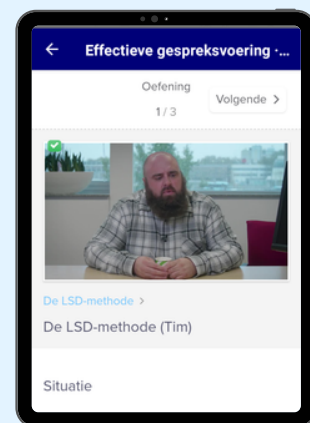 Effectieve gespreksvoering ·...
Oefening
1 / 3
Volgende
De LSD-methode
De LSD-methode (Tim)
Situatie